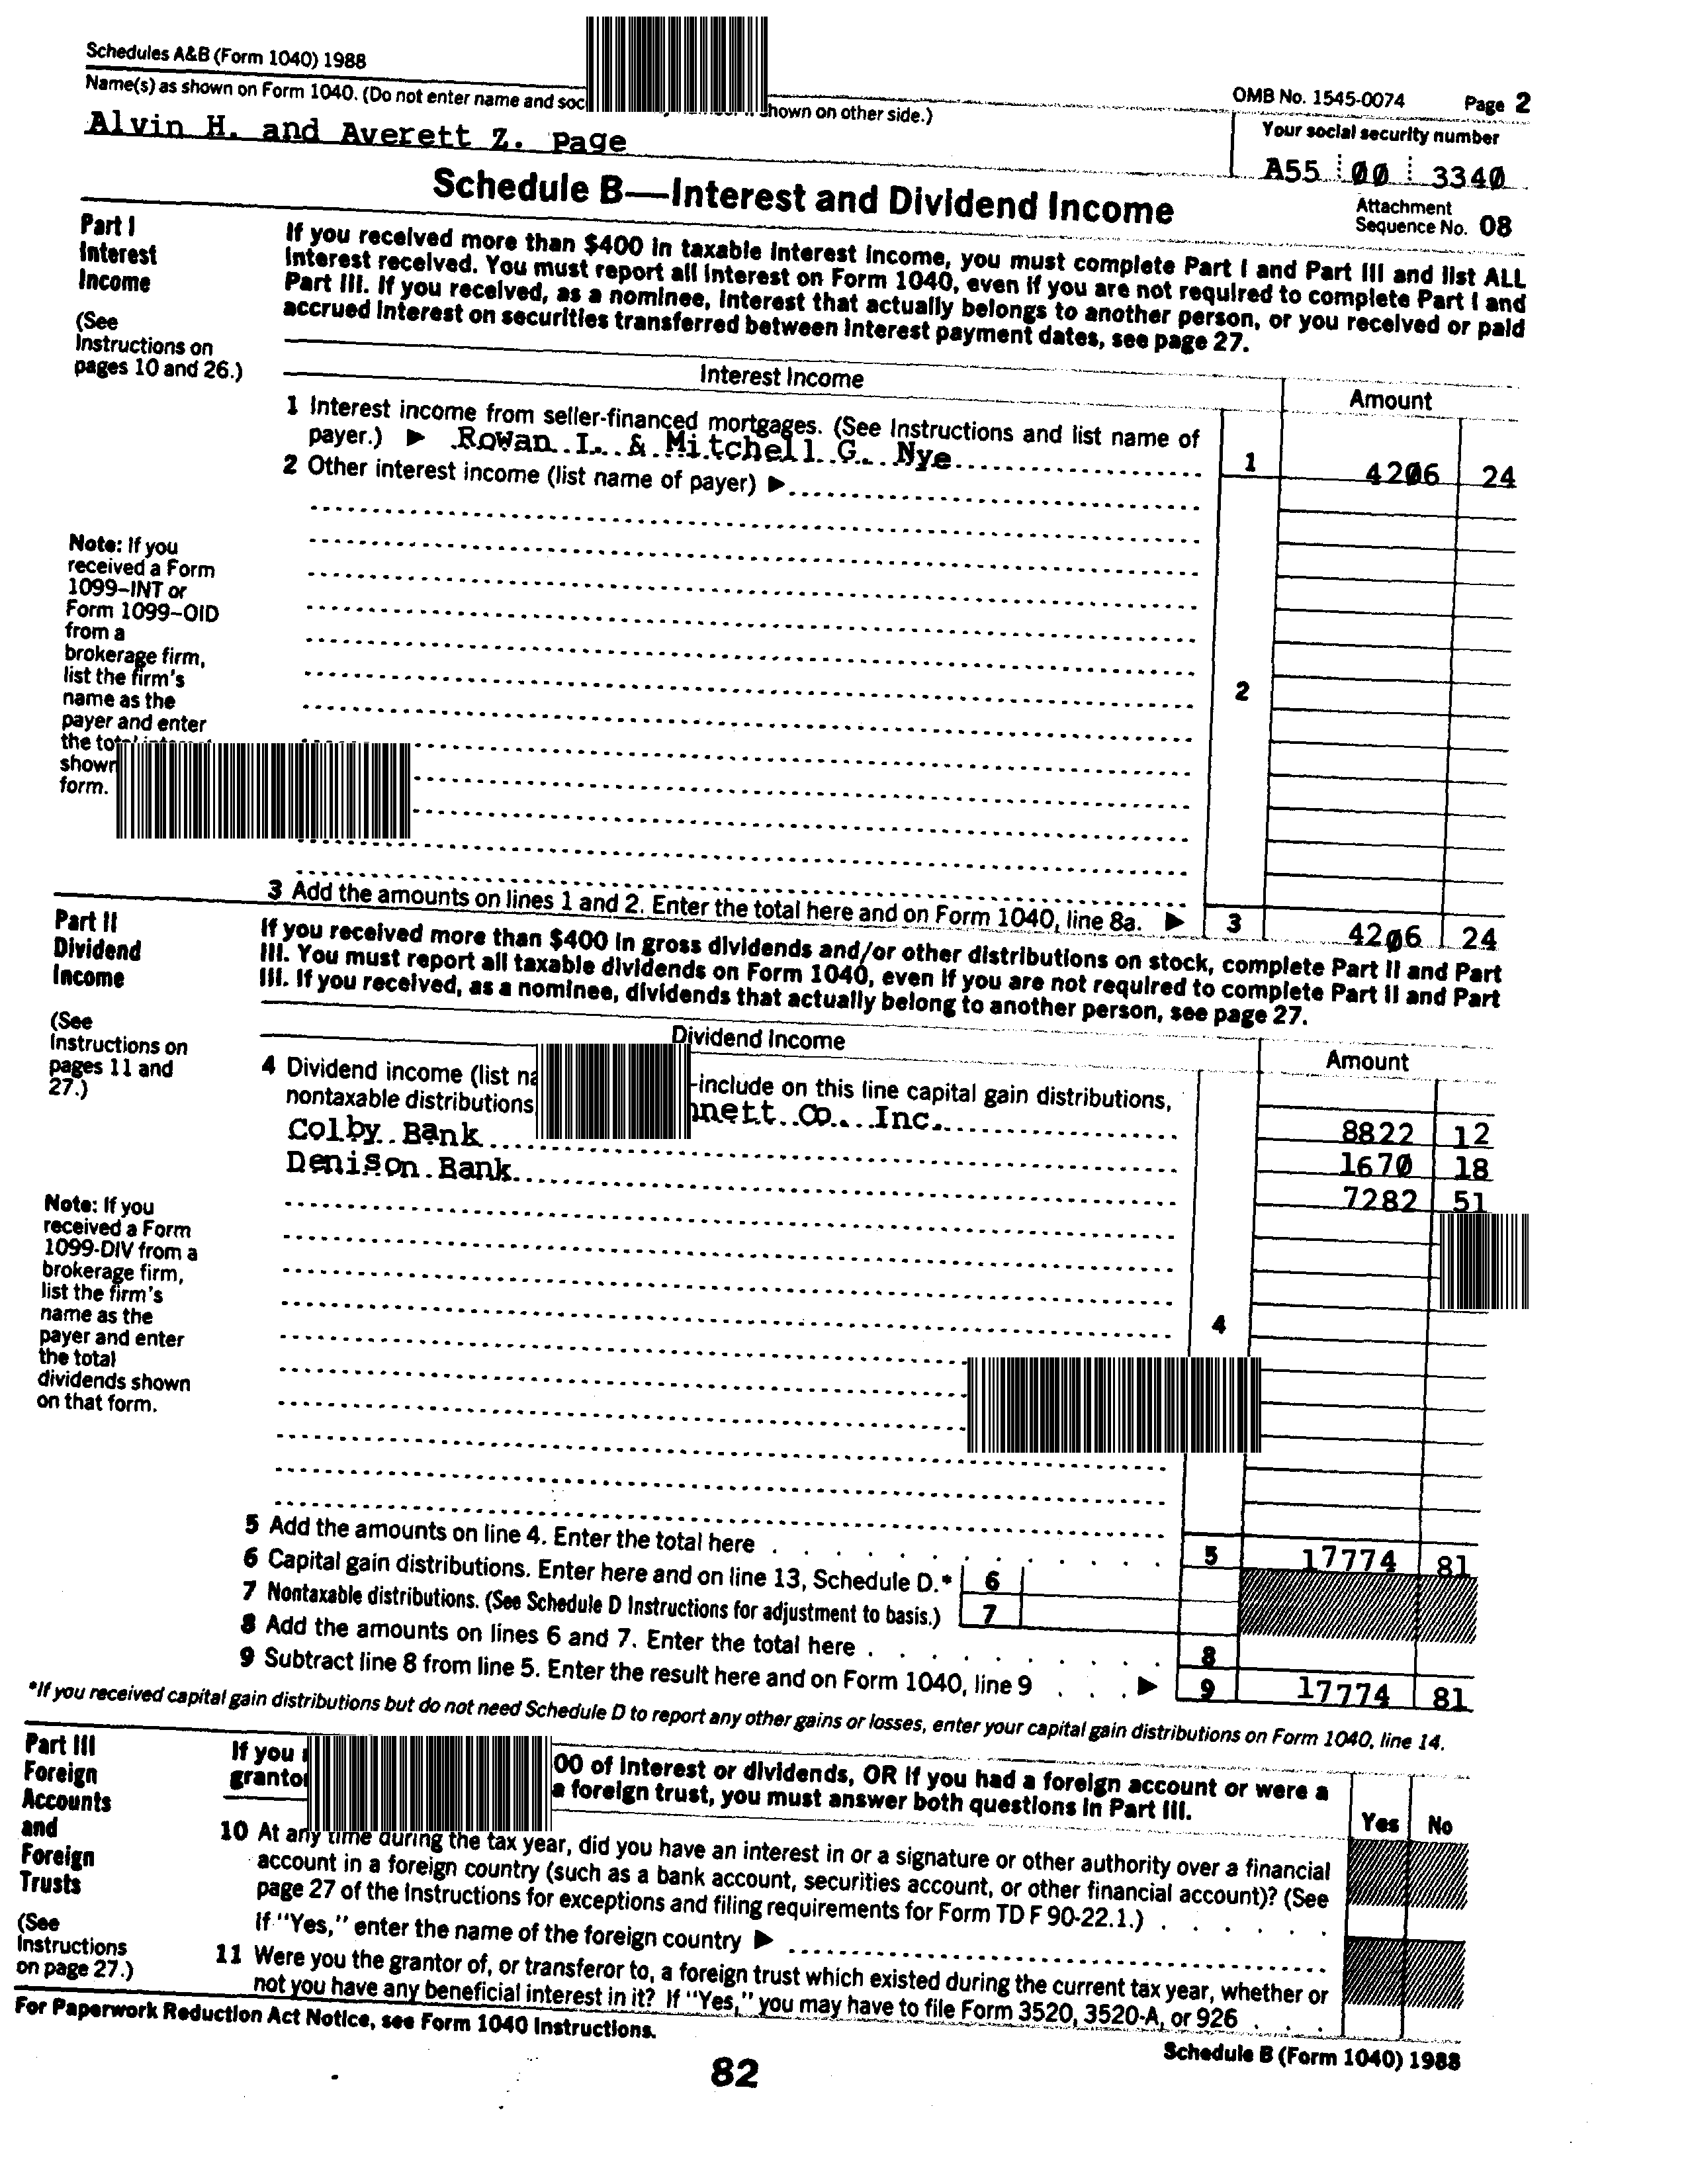 Schedules A&B (Form 1040) 1988
OMB No. 1545-0074 Page 2
Name(s) as shown on Form 1040. (Do not enter name and shown on other side.)
Your social security number
Alvin H. and Averett Z. Page
A55 00 3340
Schedule B—Interest and Dividend Income
Attachment
Sequence No. 08
Part I
Interest
Income
(See
Instructions on
pages 10 and 26.)
If you received more than $400 in taxable interest income, you must complete Part I and Part III and list ALL
interest received. You must report all interest on Form 1040, even if you are not required to complete Part I and
Part III. If you received, as a nominee, interest that actually belongs to another person, or you received or paid
accrued interest on securities transferred between interest payment dates, see page 27.
Interest Income
Amount
1 Interest income from seller-financed mortgages. (See Instructions and list name of
payer.) ▶ Rowan I. & Mitchell G. Nye 1 4206 24
2 Other interest income (list name of payer) ▶
Note: If you
received a Form
1099–INT or
Form 1099–OID
from a
brokerage firm,
list the firm's
name as the
payer and enter
the
form.
2
3 Add the amounts on lines 1 and 2. Enter the total here and on Form 1040, line 8a. ▶ 3 4206 24
Part II
Dividend
Income
(See
Instructions on
pages 11 and
27.)
If you received more than $400 in gross dividends and/or other distributions on stock, complete Part II and Part
III. You must report all taxable dividends on Form 1040, even if you are not required to complete Part II and Part
III. If you received, as a nominee, dividends that actually belong to another person, see page 27.
Dividend Income
Amount
4 Dividend income (list –include on this line capital gain distributions,
nontaxable distributions, Co. Inc. 8822 12
Colby Bank 1670 18
Denison Bank 7282 51
Note: If you
received a Form
1099-DIV from a
brokerage firm,
list the firm's
name as the
payer and enter
the total
dividends shown
on that form.
4
5 Add the amounts on line 4. Enter the total here 5 17774 81
6 Capital gain distributions. Enter here and on line 13, Schedule D.* 6
7 Nontaxable distributions. (See Schedule D Instructions for adjustment to basis.) 7
8 Add the amounts on lines 6 and 7. Enter the total here 8
9 Subtract line 8 from line 5. Enter the result here and on Form 1040, line 9 ▶ 9 17774 81
*If you received capital gain distributions but do not need Schedule D to report any other gains or losses, enter your capital gain distributions on Form 1040, line 14.
Part III
Foreign
Accounts
and
Foreign
Trusts
(See
Instructions
on page 27.)
If you of interest or dividends, OR if you had a foreign account or were a
a foreign trust, you must answer both questions in Part III.
Yes No
10 At any time during the tax year, did you have an interest in or a signature or other authority over a financial
account in a foreign country (such as a bank account, securities account, or other financial account)? (See
page 27 of the Instructions for exceptions and filing requirements for Form TD F 90-22.1.)
If "Yes," enter the name of the foreign country ▶
11 Were you the grantor of, or transferor to, a foreign trust which existed during the current tax year, whether or
not you have any beneficial interest in it? If "Yes," you may have to file Form 3520, 3520-A, or 926
For Paperwork Reduction Act Notice, see Form 1040 Instructions.
Schedule B (Form 1040) 1988
82